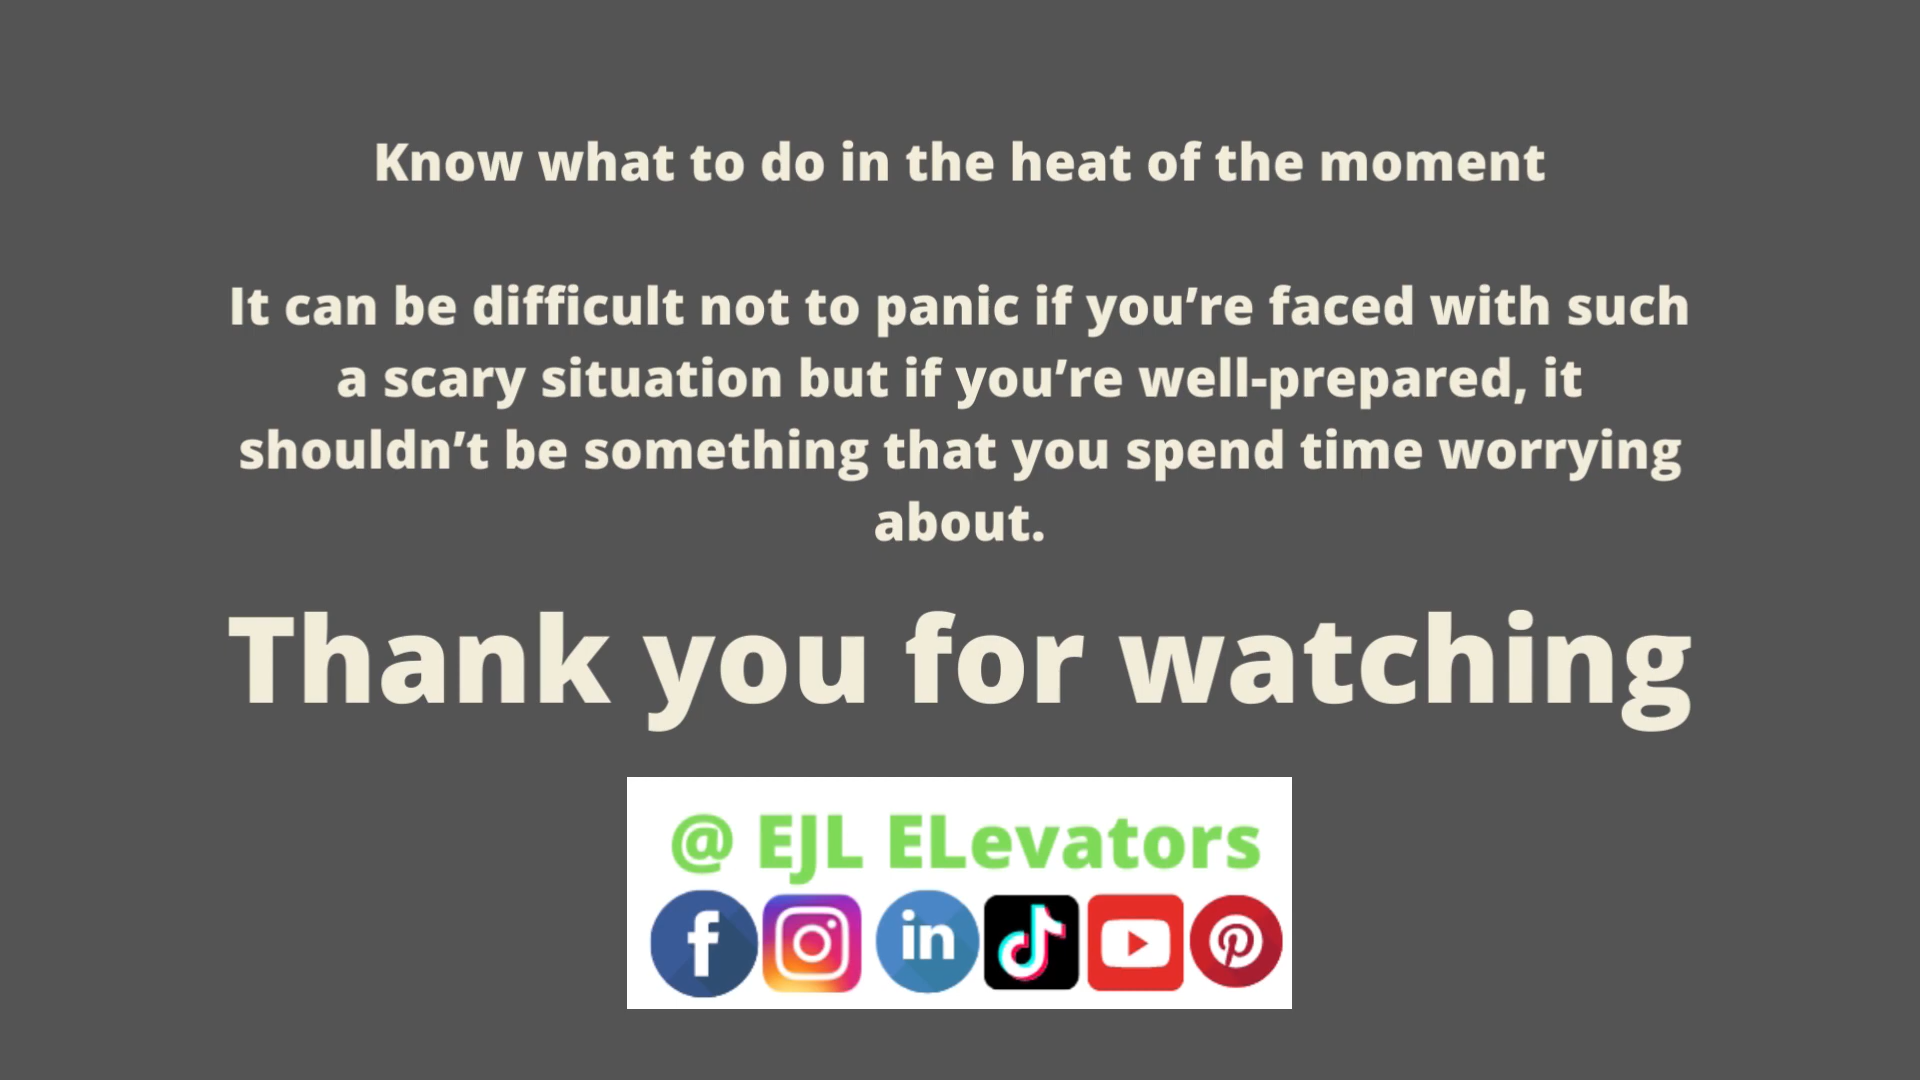 Know what to do in the heat of the moment
It can be difficult not to panic if you’re faced with such
a scary situation but if you’re well-prepared, it
shouldn’t be something that you spend time worrying
about.
Thank you for watching
@ EJL ELevators